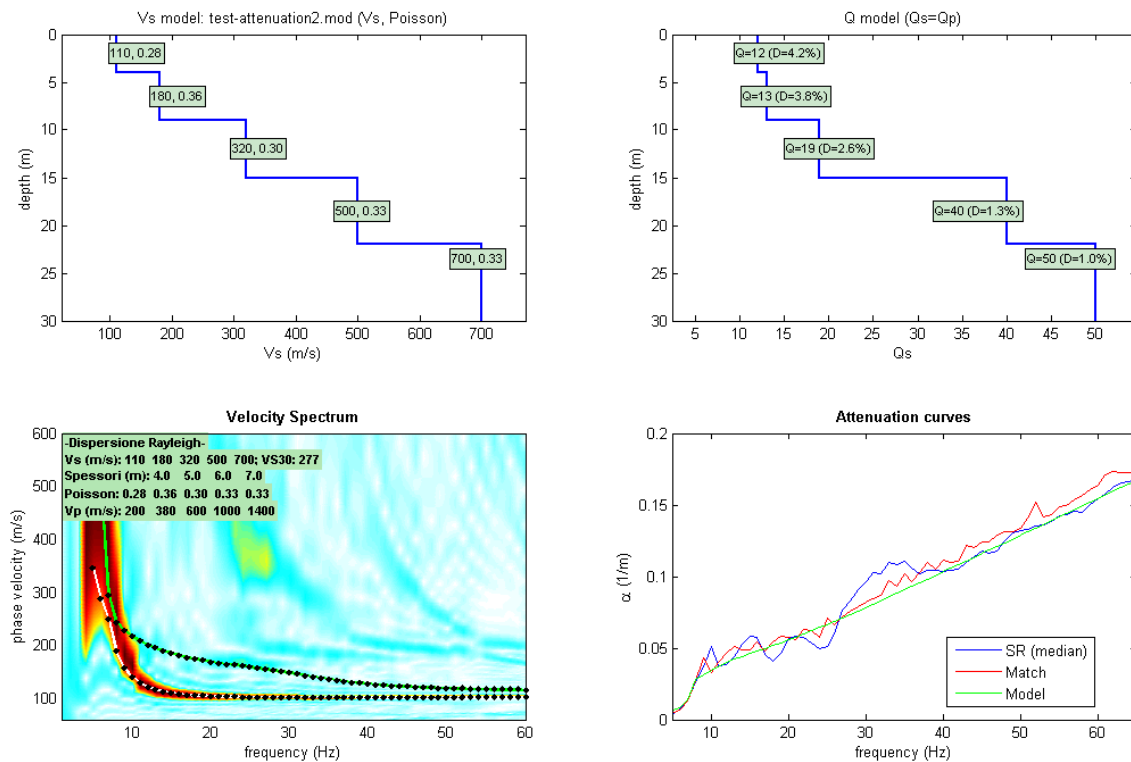 Vs model: test-attenuation2.mod (Vs, Poisson)
0
5
10
15
20
25
30
depth (m)
110, 0.28
180, 0.36
320, 0.30
500, 0.33
700, 0.33
100 200 300 400 500 600 700
Vs (m/s)
Q model (Qs=Qp)
0
5
10
15
20
25
30
depth (m)
Q=12 (D=4.2%)
Q=13 (D=3.8%)
Q=19 (D=2.6%)
Q=40 (D=1.3%)
Q=50 (D=1.0%)
5 10 15 20 25 30 35 40 45 50
Qs
Velocity Spectrum
600
500
400
300
200
100
phase velocity (m/s)
-Dispersione Rayleigh-
Vs (m/s): 110 180 320 500 700; VS30: 277
Spessori (m): 4.0 5.0 6.0 7.0
Poisson: 0.28 0.36 0.30 0.33 0.33
Vp (m/s): 200 380 600 1000 1400
10 20 30 40 50 60
frequency (Hz)
Attenuation curves
0.2
0.15
0.1
0.05
0
α (1/m)
SR (median)
Match
Model
10 20 30 40 50 60
frequency (Hz)